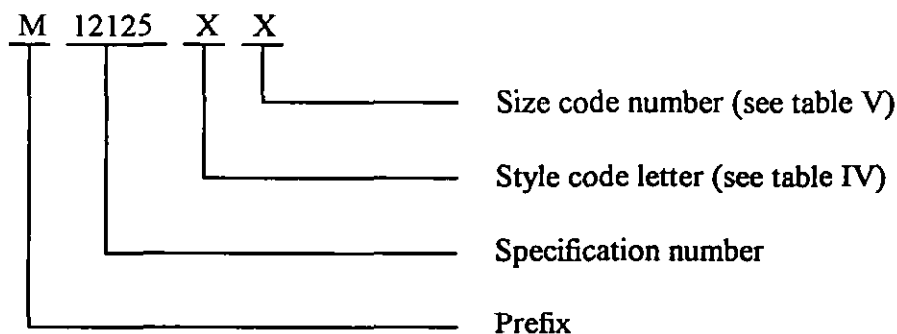 M 12125 X X
Size code number (see table V)
Style code letter (see table IV)
Specification number
Prefix